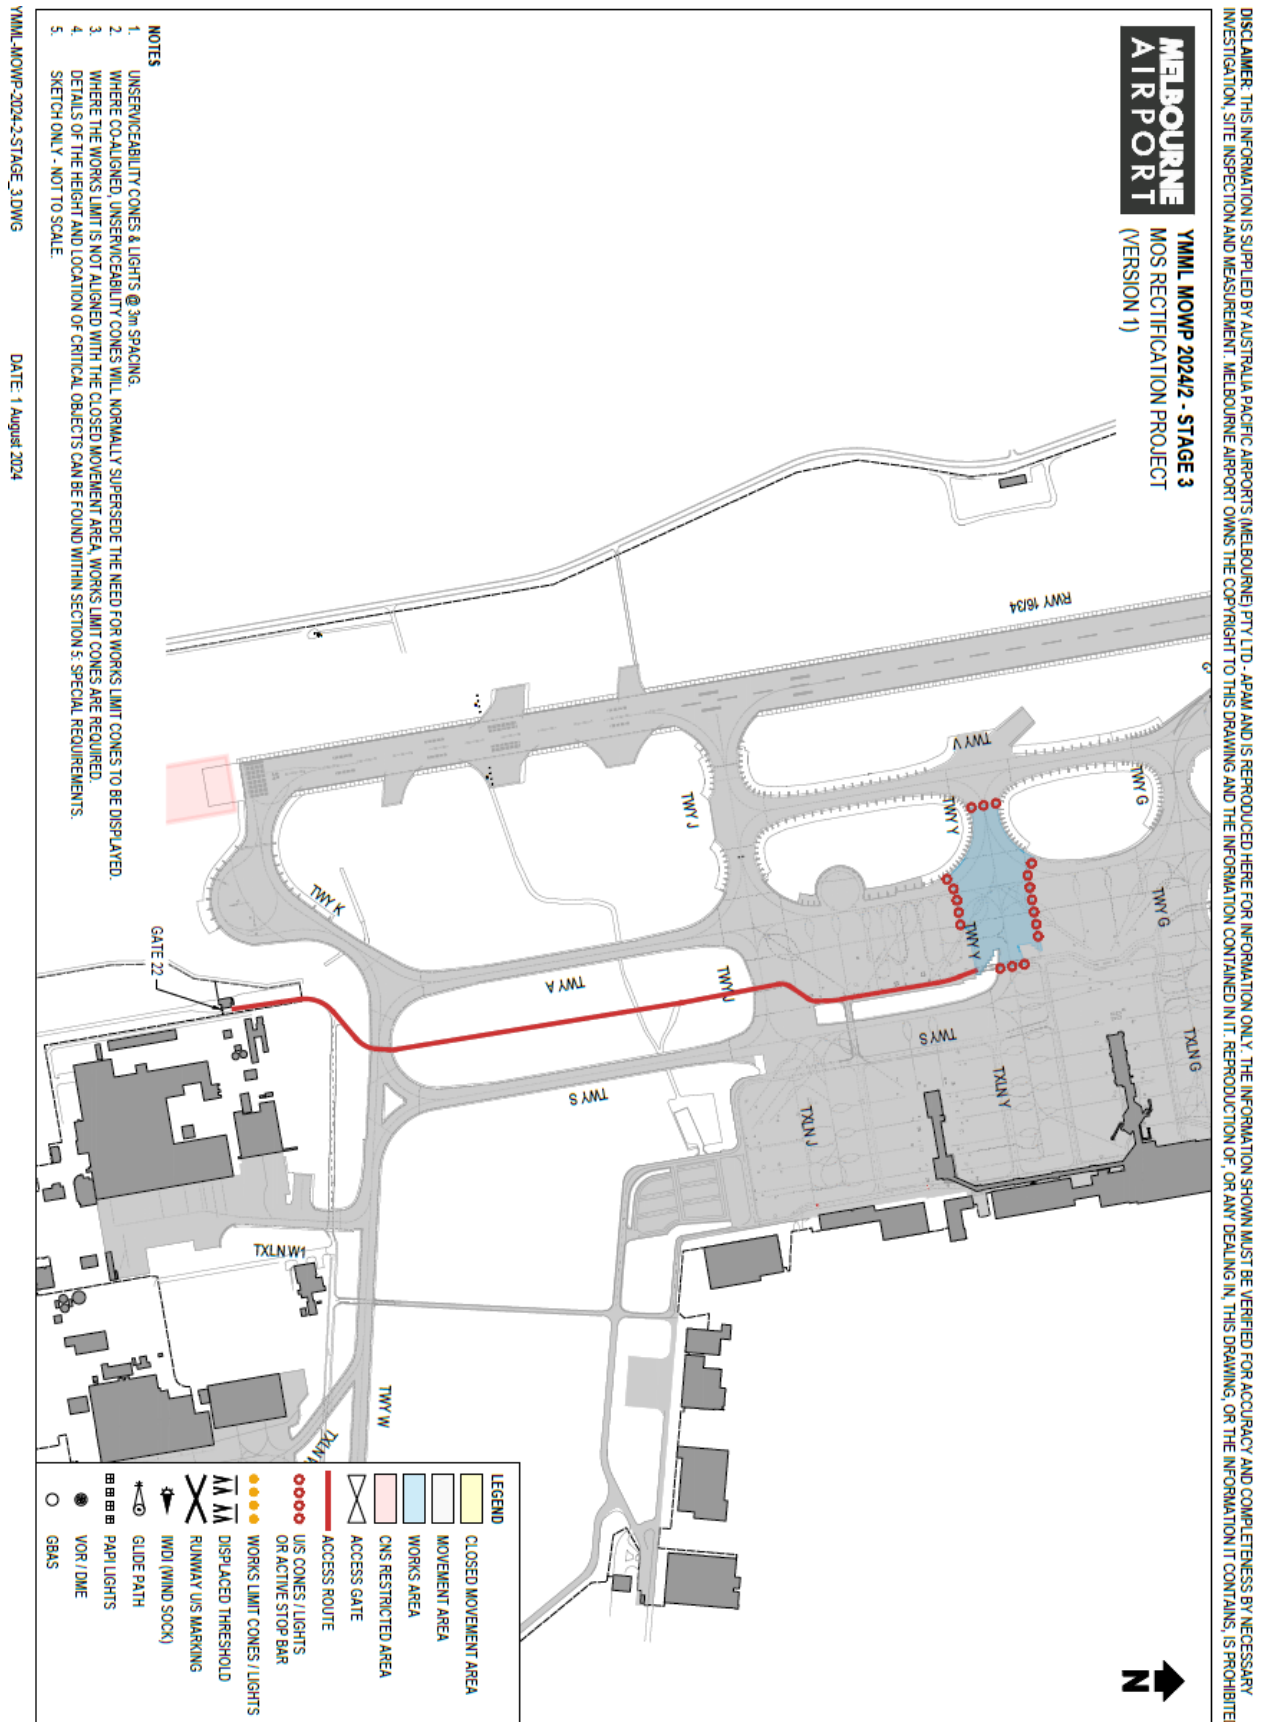 DISCLAIMER: THIS INFORMATION IS SUPPLIED BY AUSTRALIA PACIFIC AIRPORTS (MELBOURNE) PTY LTD - APAM AND IS REPRODUCED HERE FOR INFORMATION ONLY. THE INFORMATION SHOWN MUST BE VERIFIED FOR ACCURACY AND COMPLETENESS BY NECESSARY
INVESTIGATION, SITE INSPECTION AND MEASUREMENT. MELBOURNE AIRPORT OWNS THE COPYRIGHT TO THIS DRAWING AND THE INFORMATION CONTAINED IN IT. REPRODUCTION OF, OR ANY DEALING IN, THIS DRAWING, OR THE INFORMATION IT CONTAINS, IS PROHIBITE
MELBOURNE
AIRPORT
YMML MOWP 2024/2 - STAGE 3
MOS RECTIFICATION PROJECT
(VERSION 1)
N
RWY 16/34
TWY V
TWY G
TWY Y
TWY J
TWY G
TWY Y
TXLN G
TWY S
TXLN Y
TWY J
TXLN J
TWY K
TWY A
TWY S
GATE 22
TXLN W1
TWY W
TXLN
NOTES
1. UNSERVICEABILITY CONES & LIGHTS @ 3m SPACING.
2. WHERE CO-ALIGNED, UNSERVICEABILITY CONES WILL NORMALLY SUPERSEDE THE NEED FOR WORKS LIMIT CONES TO BE DISPLAYED.
3. WHERE THE WORKS LIMIT IS NOT ALIGNED WITH THE CLOSED MOVEMENT AREA, WORKS LIMIT CONES ARE REQUIRED.
4. DETAILS OF THE HEIGHT AND LOCATION OF CRITICAL OBJECTS CAN BE FOUND WITHIN SECTION 5: SPECIAL REQUIREMENTS.
5. SKETCH ONLY - NOT TO SCALE.
LEGEND
CLOSED MOVEMENT AREA
MOVEMENT AREA
WORKS AREA
CNS RESTRICTED AREA
ACCESS GATE
ACCESS ROUTE
U/S CONES / LIGHTS
OR ACTIVE STOP BAR
WORKS LIMIT CONES / LIGHTS
DISPLACED THRESHOLD
RUNWAY U/S MARKING
IWDI (WIND SOCK)
GLIDE PATH
PAPI LIGHTS
VOR / DME
GBAS
YMML-MOWP-2024-2-STAGE_3.DWG
DATE: 1 August 2024